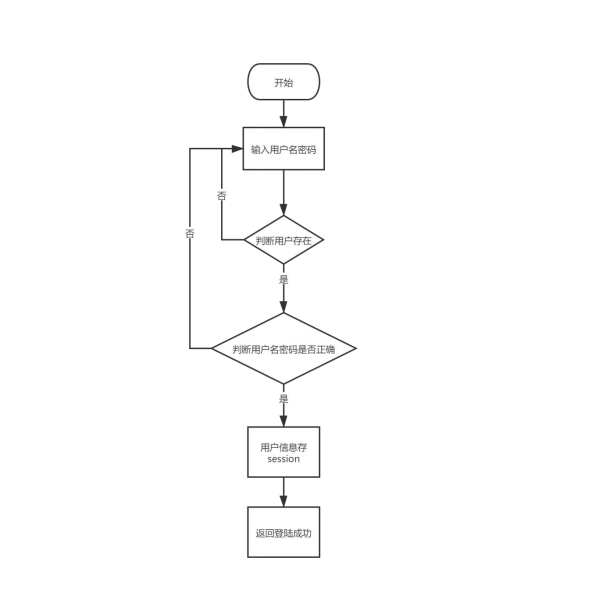 开始
输入用户名密码
否
判断用户存在
否
是
判断用户名密码是否正确
是
用户信息存
session
返回登陆成功